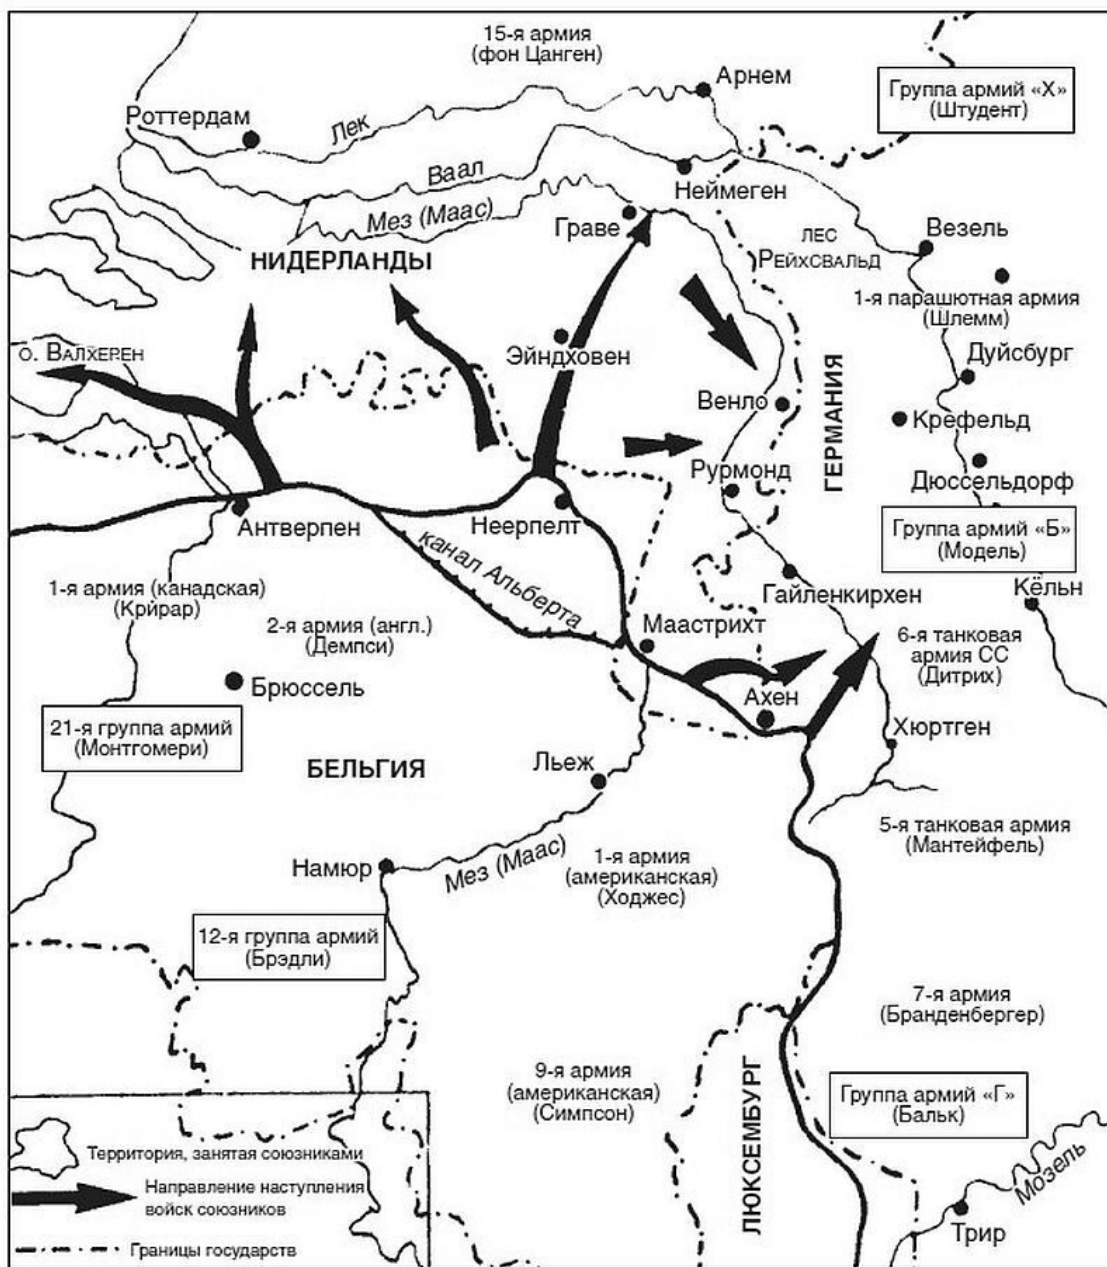 15-я армия
(фон Цанген)
Арнем
Группа армий «Х»
(Штудент)
Роттердам
Лек
Ваал
Неймеген
Мез (Маас)
Граве
ЛЕС
РЕЙХСВАЛЬД
Везель
НИДЕРЛАНДЫ
1-я парашютная армия
(Шлемм)
о. ВАЛХЕРЕН
Эйндховен
Дуйсбург
ГЕРМАНИЯ
Венло
Крефельд
Рурмонд
Дюссельдорф
Антверпен
Неерпелт
Группа армий «Б»
(Модель)
канал Альберта
1-я армия (канадская)
(Крйрар)
Гайленкирхен
Кёльн
2-я армия (англ.)
(Демпси)
Маастрихт
6-я танковая
армия СС
(Дитрих)
Брюссель
Ахен
21-я группа армий
(Монтгомери)
Хюртген
БЕЛЬГИЯ
Льеж
5-я танковая армия
(Мантейфель)
Намюр
Мез (Маас)
1-я армия
(американская)
(Ходжес)
12-я группа армий
(Брэдли)
7-я армия
(Бранденбергер)
9-я армия
(американская)
(Симпсон)
ЛЮКСЕМБУРГ
Группа армий «Г»
(Бальк)
Мозель
Трир
Территория, занятая союзниками
Направление наступления
войск союзников
Границы государств